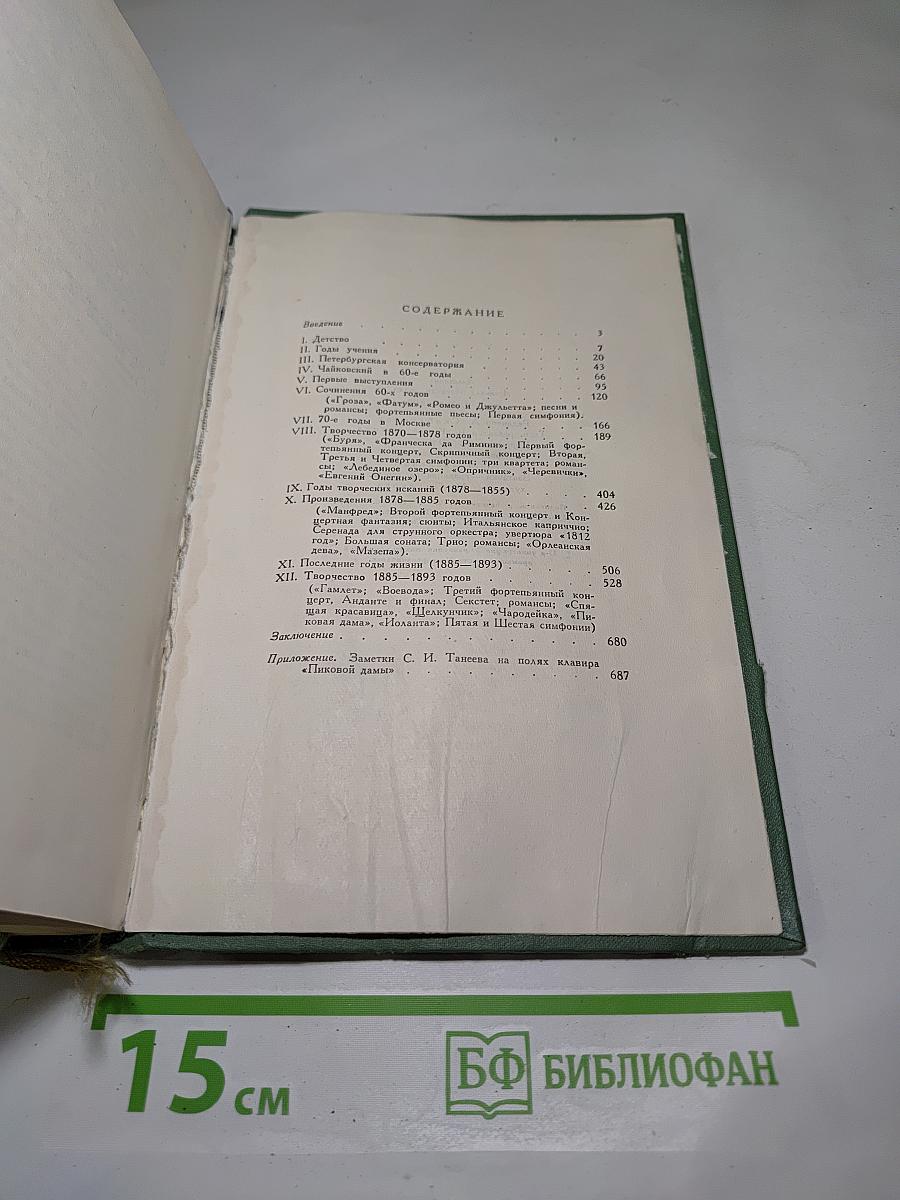 СОДЕРЖАНИЕ
Введение . . . . . . . . . . 3
I. Детство . . . . . . . . . . 7
II. Годы учения . . . . . . . . . . 20
III. Петербургская консерватория . . . . . . 43
IV. Чайковский в 60-е годы . . . . . . 66
V. Первые выступления . . . . . . . . 95
VI. Сочинения 60-х годов . . . . . . . 120
(«Гроза», «Фатум», «Ромео и Джульетта»; песни и
романсы; фортепьянные пьесы; Первая симфония).
VII. 70-е годы в Москве . . . . . . . 166
VIII. Творчество 1870—1878 годов . . . . . 189
(«Буря», «Франческа да Римини»; Первый фор-
тепьянный концерт, Скрипичный концерт; Вторая,
Третья и Четвертая симфонии; три квартета; роман-
сы; «Лебединое озеро»; «Опричник», «Черевички»,
«Евгений Онегин»).
IX. Годы творческих исканий (1878—1855) . . . . 404
X. Произведения 1878—1885 годов . . . . . 426
(«Манфред»; Второй фортепьянный концерт и Кон-
цертная фантазия; сюиты; Итальянское каприччио;
Серенада для струнного оркестра; увертюра «1812
год»; Большая соната; Трио; романсы; «Орлеанская
дева», «Мазепа»).
XI. Последние годы жизни (1885—1893) . . . . . 506
XII. Творчество 1885—1893 годов . . . . . . 528
(«Гамлет»; «Воевода»; Третий фортепьянный кон-
церт, Анданте и финал; Секстет; романсы; «Спя-
щая красавица», «Щелкунчик»; «Чародейка», «Пи-
ковая дама», «Иоланта»; Пятая и Шестая симфонии)
Заключение . . . . . . . . . . . . 680
Приложение. Заметки С. И. Танеева на полях клавира
«Пиковой дамы» . . . . . . . . . . 687
15 см
БФ БИБЛИОФАН